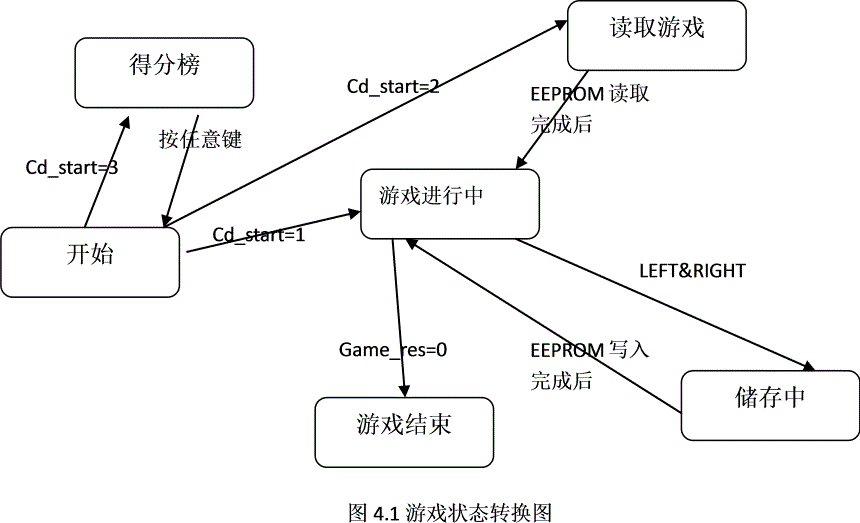 读取游戏
得分榜
Cd_start=2
EEPROM 读取
完成后
按任意键
Cd_start=3
游戏进行中
Cd_start=1
开始
LEFT&RIGHT
Game_res=0
EEPROM 写入
完成后
储存中
游戏结束
图 4.1 游戏状态转换图